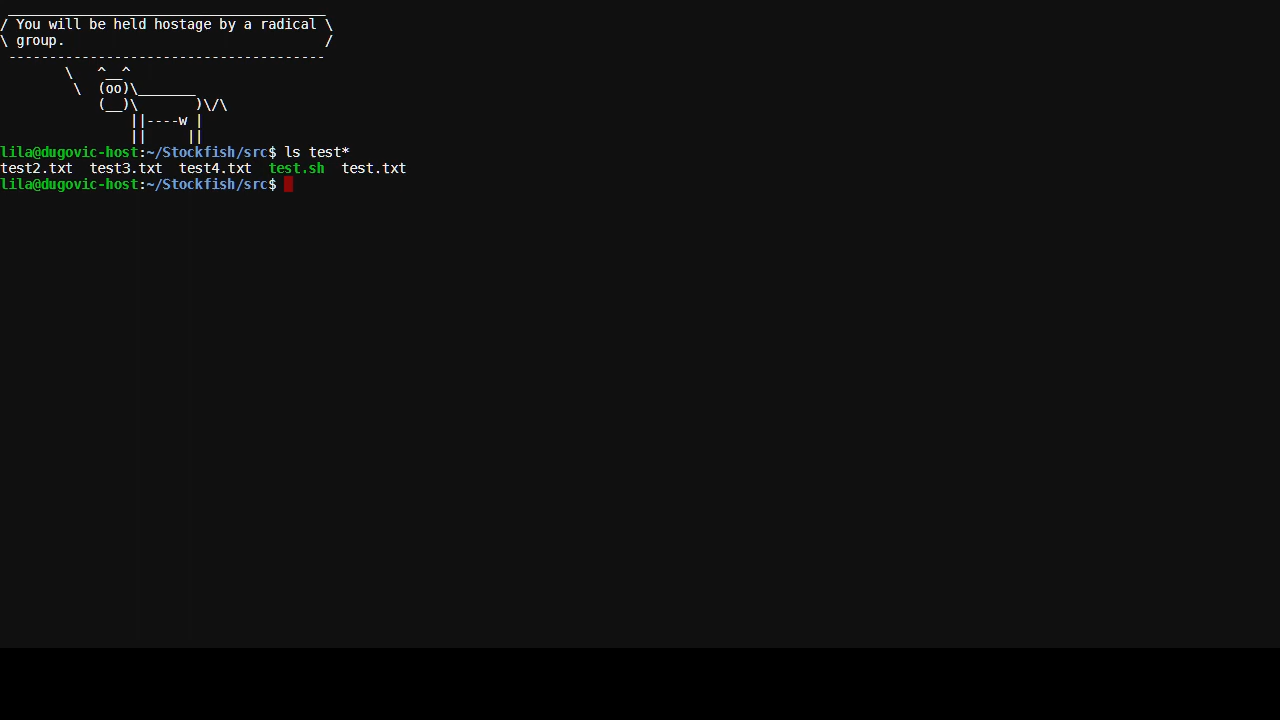 _______________________________________
/ You will be held hostage by a radical \
\ group.                                /
 ---------------------------------------
        \   ^__^
         \  (oo)\_______
            (__)\       )\/\
                ||----w |
                ||     ||
lila@dugovic-host:~/Stockfish/src$ ls test*
test2.txt  test3.txt  test4.txt  test.sh  test.txt
lila@dugovic-host:~/Stockfish/src$